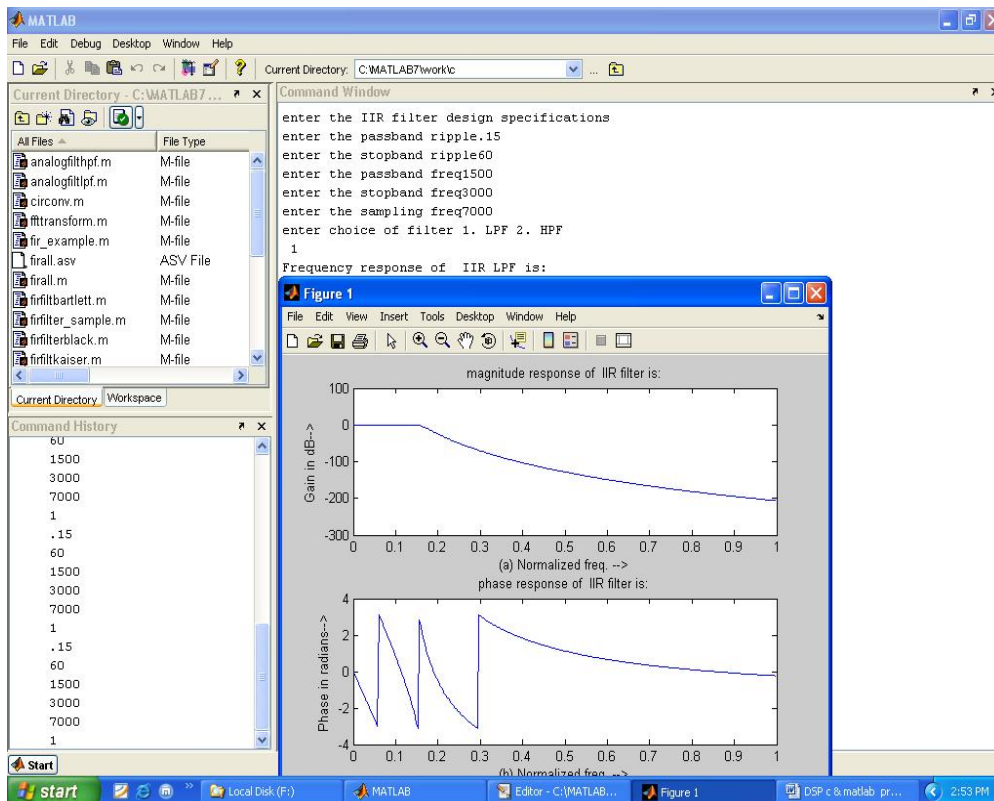 MATLAB
File Edit Debug Desktop Window Help
Current Directory: C:\MATLAB7\work\c
Current Directory - C:\MATLAB7...
All Files File Type
analogfilthpf.m M-file
analogfiltlpf.m M-file
circonv.m M-file
ffttransform.m M-file
fir_example.m M-file
firall.asv ASV File
firall.m M-file
firfiltbartlett.m M-file
firfilter_sample.m M-file
firfilterblack.m M-file
firfiltkaiser.m M-file
Current Directory Workspace
Command History
60
1500
3000
7000
1
.15
60
1500
3000
7000
1
.15
60
1500
3000
7000
1
Command Window
enter the IIR filter design specifications
enter the passband ripple.15
enter the stopband ripple60
enter the passband freq1500
enter the stopband freq3000
enter the sampling freq7000
enter choice of filter 1. LPF 2. HPF
1
Frequency response of IIR LPF is:
Figure 1
File Edit View Insert Tools Desktop Window Help
magnitude response of IIR filter is:
Gain in dB-->
100
0
-100
-200
-300
0 0.1 0.2 0.3 0.4 0.5 0.6 0.7 0.8 0.9 1
(a) Normalized freq. -->
phase response of IIR filter is:
Phase in radians-->
4
2
0
-2
-4
0 0.1 0.2 0.3 0.4 0.5 0.6 0.7 0.8 0.9 1
(b) Normalized freq. -->
Start
start
Local Disk (F:)
MATLAB
Editor - C:\MATLAB...
Figure 1
DSP c & matlab pr...
2:53 PM